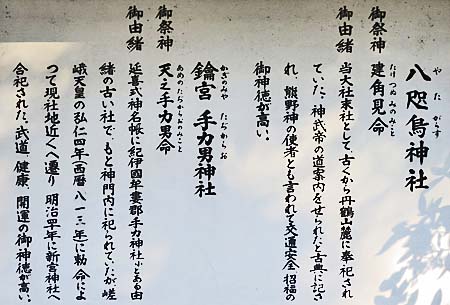 八咫烏神社
や た がらす
御祭神 建角見命
たけつのみのみこと
御由緒 当大社末社として、古くから丹鶴山麓に奉祀され
ていた。神武帝の道案内をせられたと古典に記さ
れ、熊野神の使者とも言われて交通安全、招福の
御神徳が高い。
鑰宮 手力男神社
かぎのみや たぢからお
御祭神 天之手力男命
あめのたぢからおのみこと
御由緒 延喜式神名帳に紀伊國牟婁郡手力神社小とある由
緒の古い社で、もと神門内に祀られていたが、嵯
峨天皇の弘仁四年(西暦八一三年)に勅命によ
つて現社地近くへ遷り 明治四十年に新宮神社へ
合祀された。武道、健康、開運の御神徳が高い。